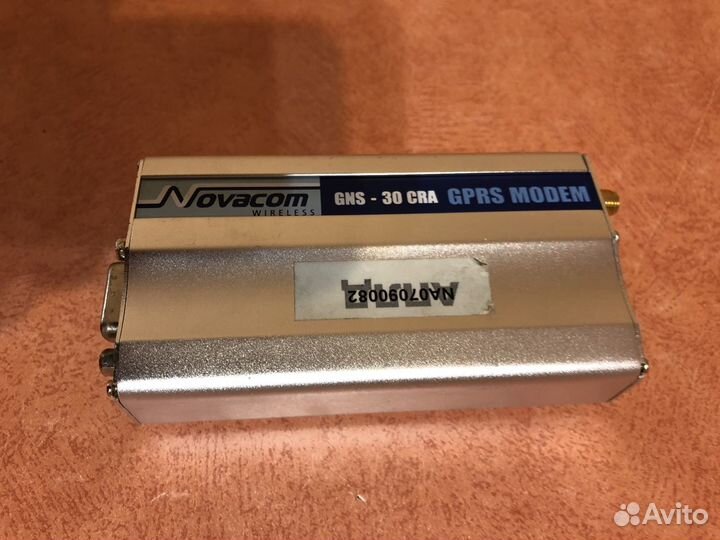 Novacom
WIRELESS
GNS - 30 CRA GPRS MODEM
NA07090082
Avito